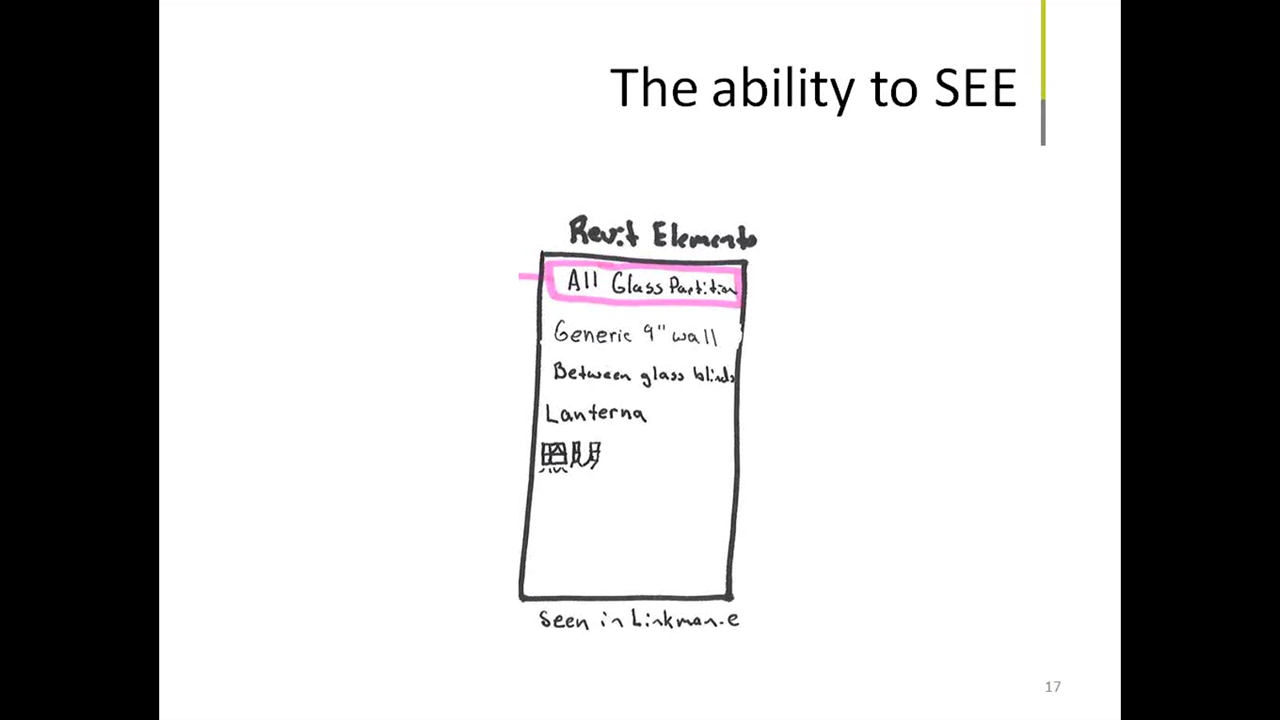 The ability to SEE
Revit Elements
All Glass Partition
Generic 9" wall
Between glass blinds
Lanterna
照明
Seen in Linkman-e
17